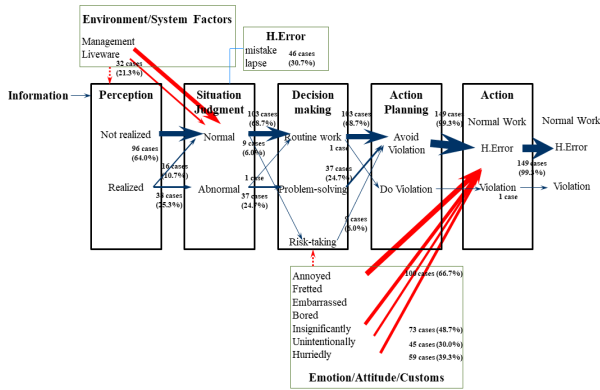 Environment/System Factors
Management
Liveware
32 cases
(21.3%)
H.Error
mistake
lapse
46 cases
(30.7%)
Information
Perception
Not realized
96 cases
(64.0%)
16 cases
(10.7%)
Realized
38 cases
(25.3%)
Situation
Judgment
103 cases
(68.7%)
Normal
9 cases
(6.0%)
1 case
Abnormal
37 cases
(24.7%)
Decision
making
103 cases
(68.7%)
Routine work
1 case
37 cases
(24.7%)
Problem-solving
9 cases
(6.0%)
Risk-taking
Action
Planning
149 cases
(99.3%)
Avoid
Violation
Do Violation
Action
Normal Work
H.Error
149 cases
(99.3%)
Violation
1 case
Normal Work
H.Error
Violation
Annoyed
100 cases (66.7%)
Fretted
Embarrassed
Bored
Insignificantly
73 cases (48.7%)
Unintentionally
45 cases (30.0%)
Hurriedly
59 cases (39.3%)
Emotion/Attitude/Customs